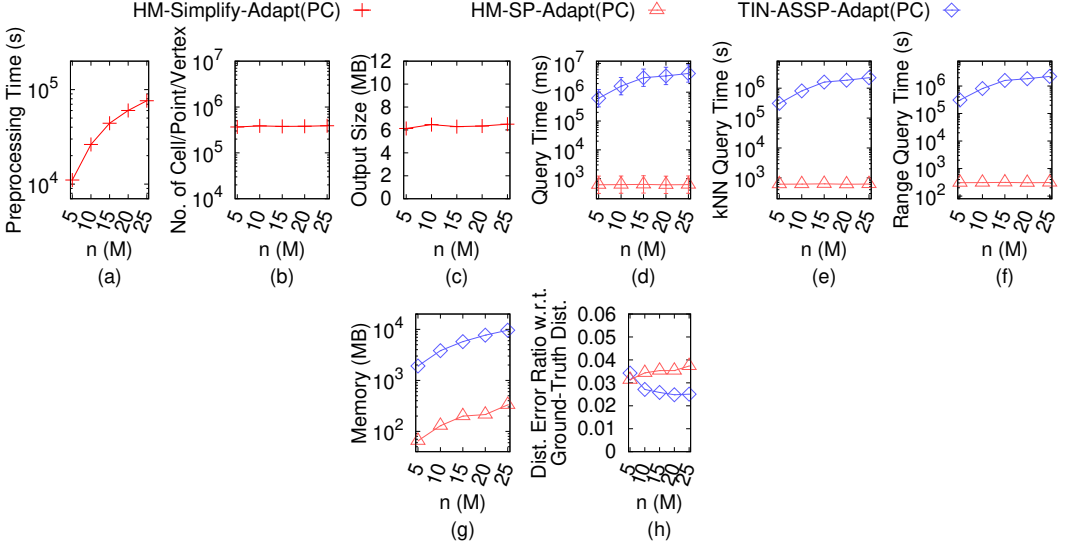 HM-Simplify-Adapt(PC) HM-SP-Adapt(PC) TIN-ASSP-Adapt(PC)
Preprocessing Time (s)
10^5
10^4
5 10 15 20 25
n (M)
(a)
No. of Cell/Point/Vertex
10^7
10^6
10^5
10^4
5 10 15 20 25
n (M)
(b)
Output Size (MB)
12
10
8
6
4
2
0
5 10 15 20 25
n (M)
(c)
Query Time (ms)
10^7
10^6
10^5
10^4
10^3
5 10 15 20 25
n (M)
(d)
kNN Query Time (s)
10^6
10^5
10^4
10^3
5 10 15 20 25
n (M)
(e)
Range Query Time (s)
10^6
10^5
10^4
10^3
10^2
5 10 15 20 25
n (M)
(f)
Memory (MB)
10^4
10^3
10^2
5 10 15 20 25
n (M)
(g)
Dist. Error Ratio w.r.t.
Ground-Truth Dist.
0.06
0.05
0.04
0.03
0.02
0.01
0
5 10 15 20 25
n (M)
(h)